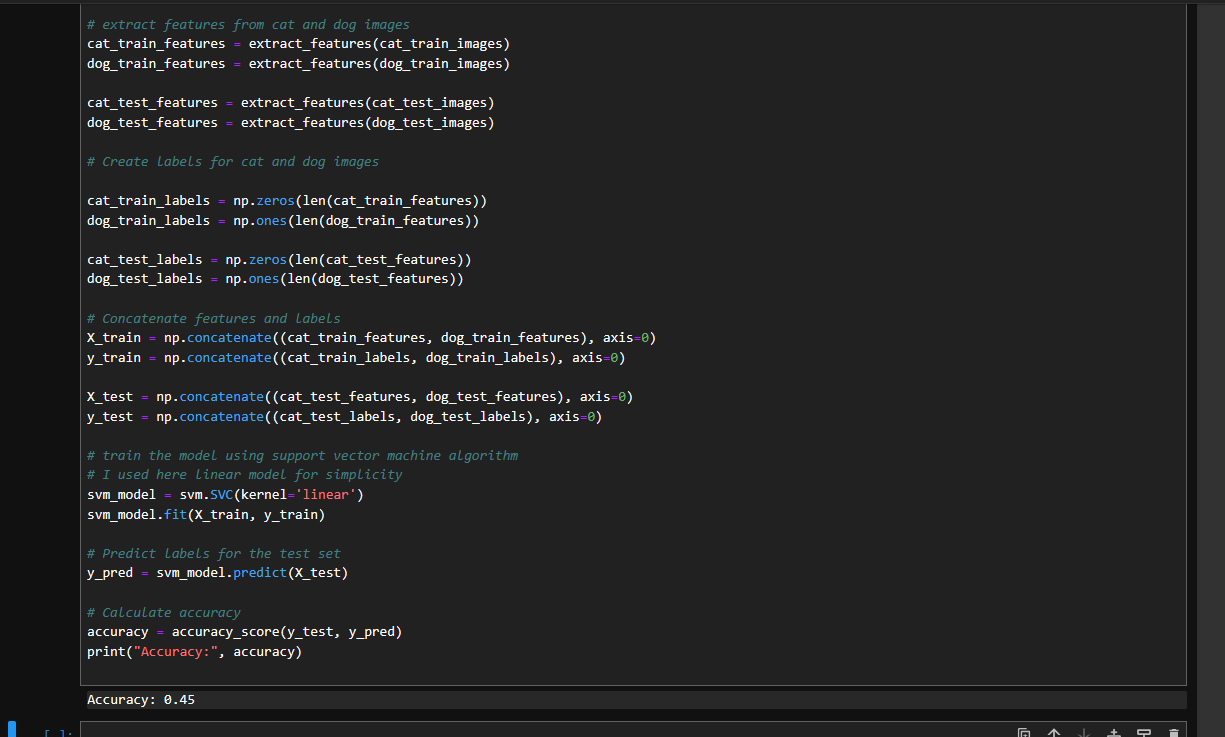 # extract features from cat and dog images
cat_train_features = extract_features(cat_train_images)
dog_train_features = extract_features(dog_train_images)
cat_test_features = extract_features(cat_test_images)
dog_test_features = extract_features(dog_test_images)
# Create labels for cat and dog images
cat_train_labels = np.zeros(len(cat_train_features))
dog_train_labels = np.ones(len(dog_train_features))
cat_test_labels = np.zeros(len(cat_test_features))
dog_test_labels = np.ones(len(dog_test_features))
# Concatenate features and labels
X_train = np.concatenate((cat_train_features, dog_train_features), axis=0)
y_train = np.concatenate((cat_train_labels, dog_train_labels), axis=0)
X_test = np.concatenate((cat_test_features, dog_test_features), axis=0)
y_test = np.concatenate((cat_test_labels, dog_test_labels), axis=0)
# train the model using support vector machine algorithm
# I used here linear model for simplicity
svm_model = svm.SVC(kernel='linear')
svm_model.fit(X_train, y_train)
# Predict labels for the test set
y_pred = svm_model.predict(X_test)
# Calculate accuracy
accuracy = accuracy_score(y_test, y_pred)
print("Accuracy:", accuracy)
Accuracy: 0.45
[ ]: